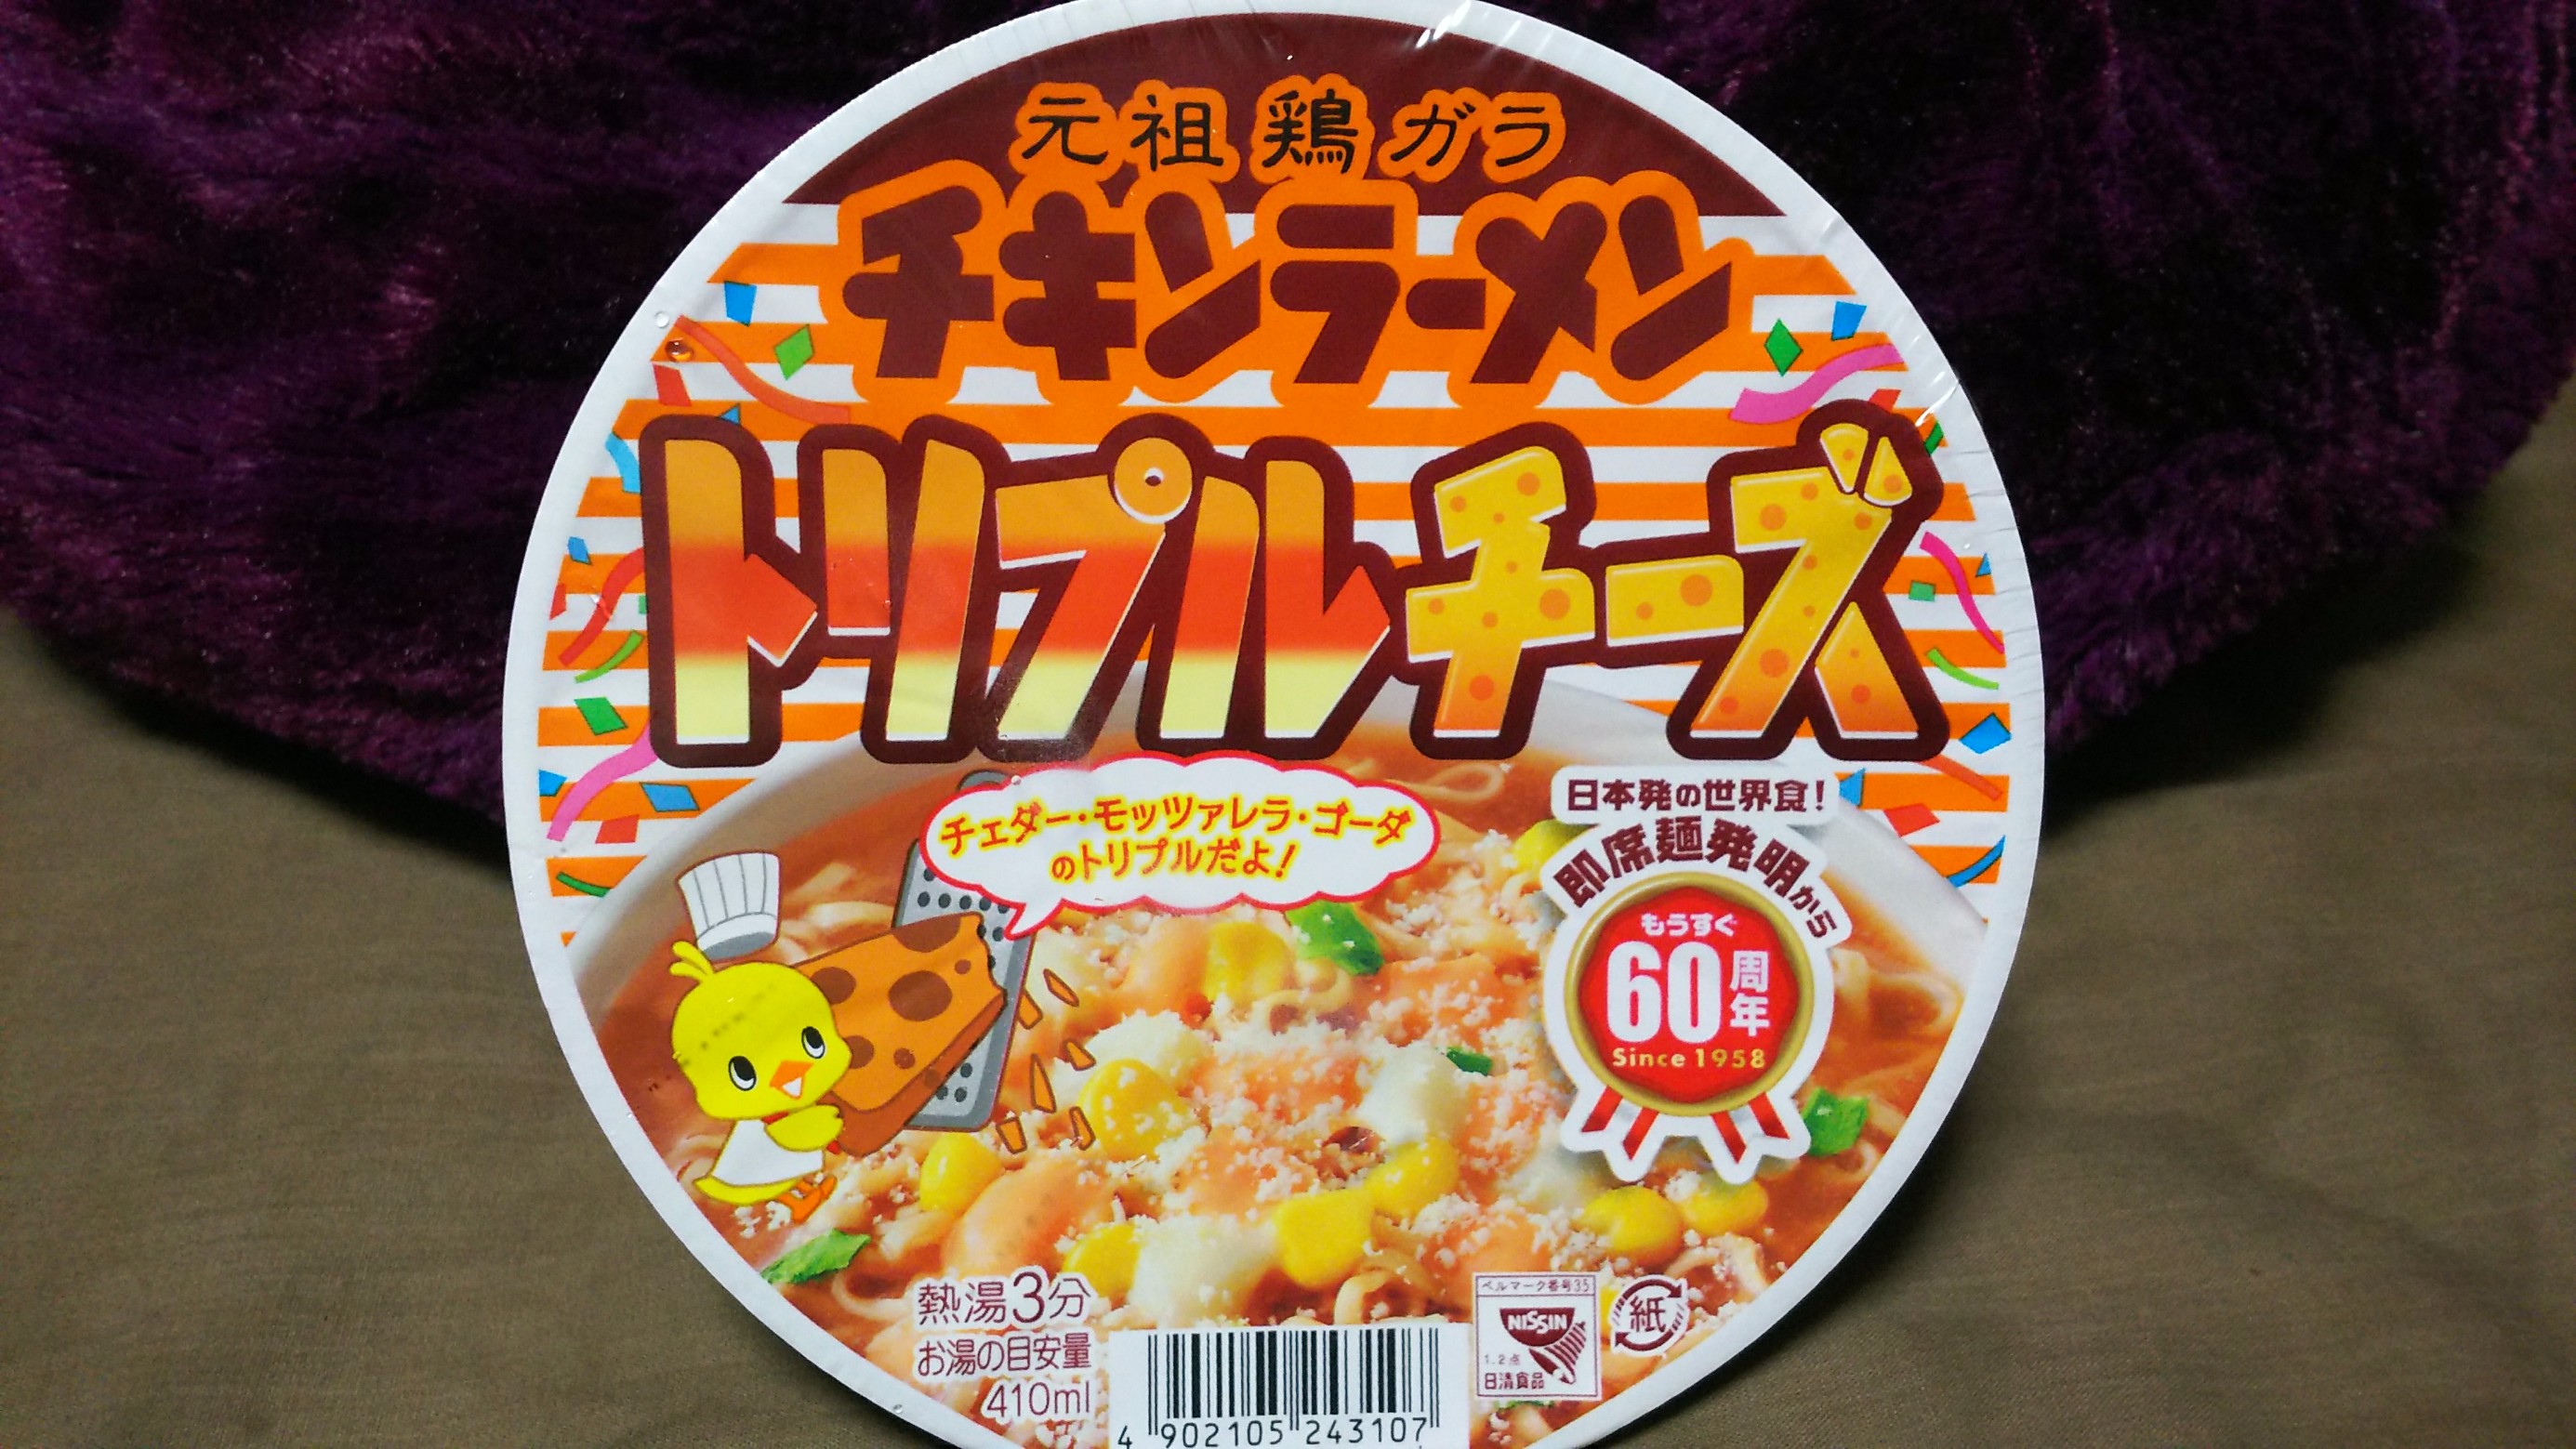 元祖鶏ガラ
チキンラーメン
トリプルチーズ
チェダー・モッツァレラ・ゴーダ
のトリプルだよ!
日本発の世界食!
即席麺発明から
もうすぐ
60周年
Since 1958
熱湯3分
お湯の目安量
410ml
4 902105 243107
ベルマーク番号35
NISSIN
1.2点
日清食品
紙